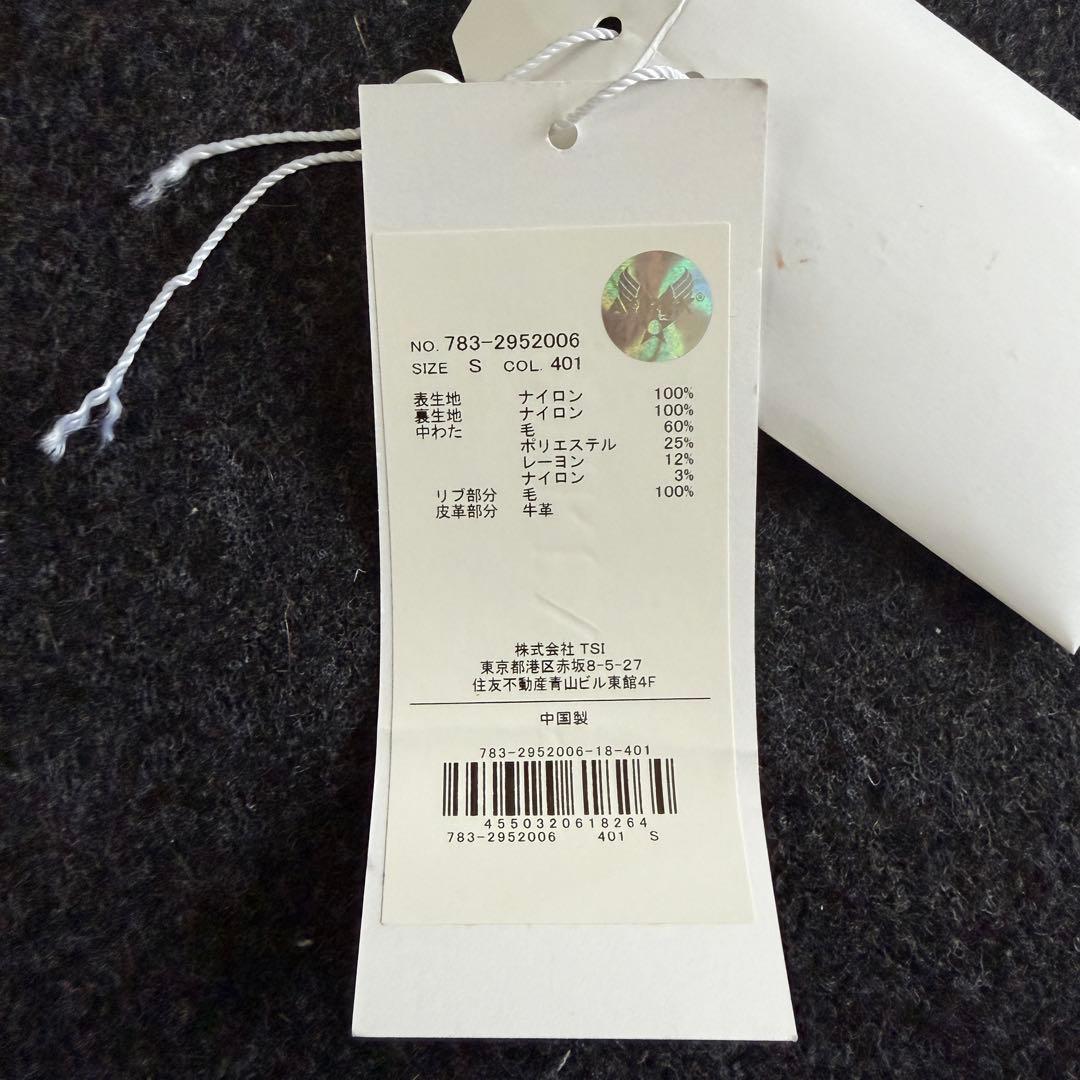 NO. 783-2952006
SIZE S COL. 401
表生地 ナイロン 100%
裏生地 ナイロン 100%
中わた 毛 60%
ポリエステル 25%
レーヨン 12%
ナイロン 3%
リブ部分 毛 100%
皮革部分 牛革
株式会社 TSI
東京都港区赤坂8-5-27
住友不動産青山ビル東館4F
中国製
783-2952006-18-401
4550320618264
783-2952006 401 S
®